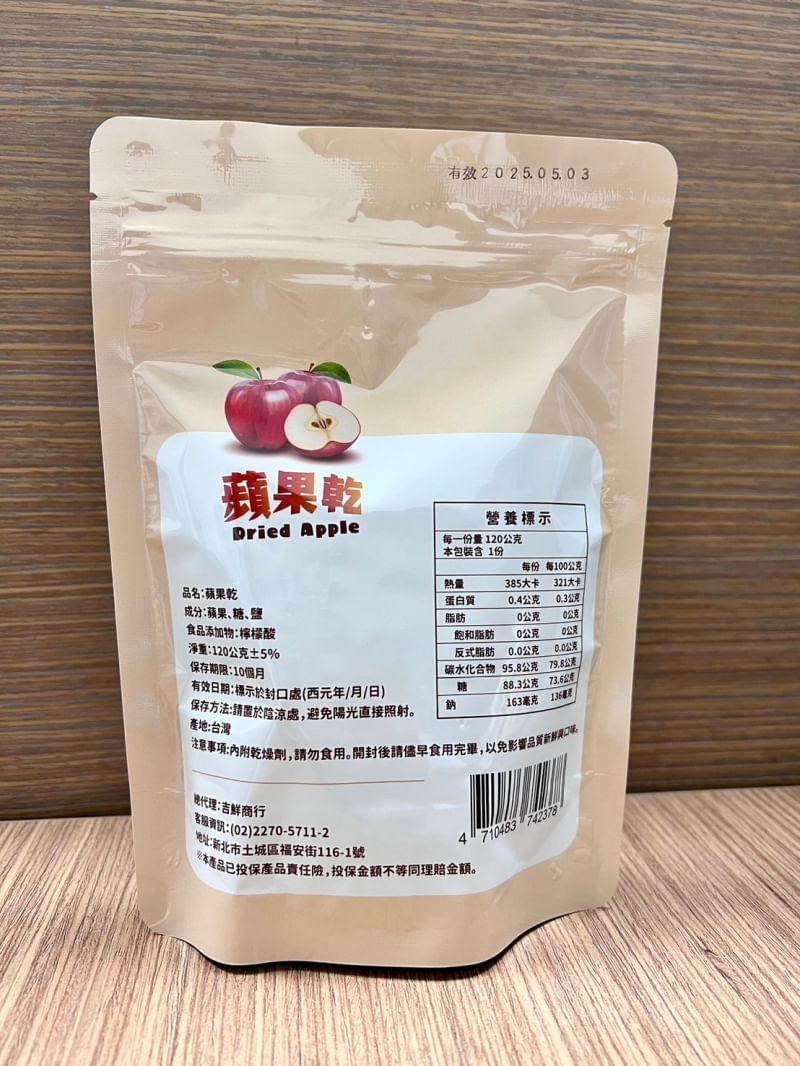 有效2025.05.03
蘋果乾
Dried Apple
品名:蘋果乾
成分:蘋果、糖、鹽
食品添加物:檸檬酸
淨重:120公克±5%
保存期限:10個月
有效日期:標示於封口處(西元年/月/日)
保存方法:請置於陰涼處,避免陽光直接照射。
產地:台灣
注意事項:內附乾燥劑,請勿食用。開封後請儘早食用完畢,以免影響品質新鮮與口味。
營養標示
每一份量 120公克
本包裝含 1份
每份 每100公克
熱量 385大卡 321大卡
蛋白質 0.4公克 0.3公克
脂肪 0公克 0公克
飽和脂肪 0公克 0公克
反式脂肪 0.0公克 0.0公克
碳水化合物 95.8公克 79.8公克
糖 88.3公克 73.6公克
鈉 163毫克 136毫克
總代理:吉鮮商行
客服資訊:(02)2270-5711-2
地址:新北市土城區福安街116-1號
※本產品已投保產品責任險,投保金額不等同理賠金額。
4 710483 742378